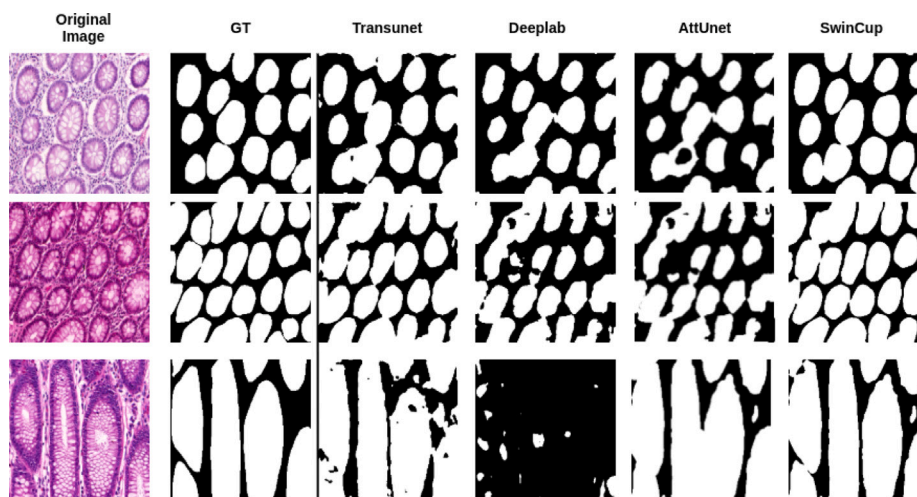 Original
Image
GT
Transunet
Deeplab
AttUnet
SwinCup